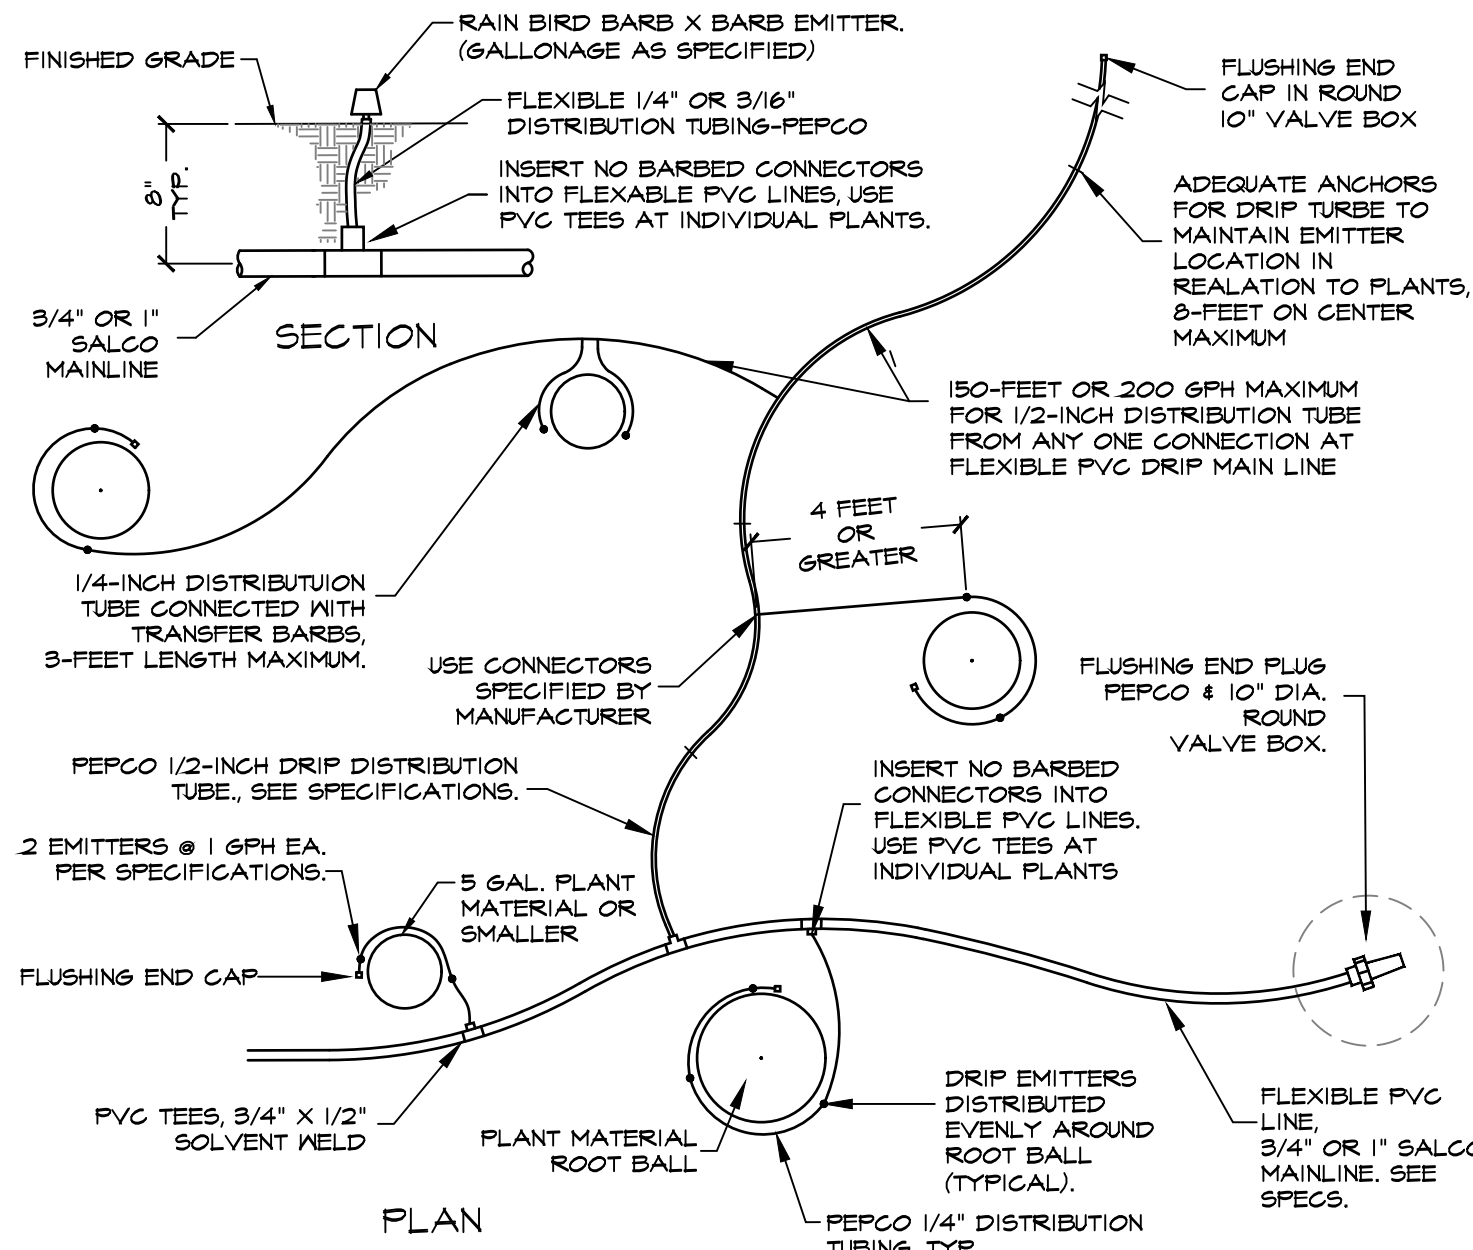 RAIN BIRD BARB X BARB EMITTER.
(GALLONAGE AS SPECIFIED)
FINISHED GRADE
FLEXIBLE 1/4" OR 3/16"
DISTRIBUTION TUBING-PEPCO
8"
TYP.
INSERT NO BARBED CONNECTORS
INTO FLEXABLE PVC LINES, USE
PVC TEES AT INDIVIDUAL PLANTS.
3/4" OR 1"
SALCO
MAINLINE
SECTION
FLUSHING END
CAP IN ROUND
10" VALVE BOX
ADEQUATE ANCHORS
FOR DRIP TURBE TO
MAINTAIN EMITTER
LOCATION IN
REALATION TO PLANTS,
8-FEET ON CENTER
MAXIMUM
150-FEET OR 200 GPH MAXIMUM
FOR 1/2-INCH DISTRIBUTION TUBE
FROM ANY ONE CONNECTION AT
FLEXIBLE PVC DRIP MAIN LINE
4 FEET
OR
GREATER
1/4-INCH DISTRIBUTUION
TUBE CONNECTED WITH
TRANSFER BARBS,
3-FEET LENGTH MAXIMUM.
USE CONNECTORS
SPECIFIED BY
MANUFACTURER
FLUSHING END PLUG
PEPCO & 10" DIA.
ROUND
VALVE BOX.
PEPCO 1/2-INCH DRIP DISTRIBUTION
TUBE., SEE SPECIFICATIONS.
INSERT NO BARBED
CONNECTORS INTO
FLEXIBLE PVC LINES.
USE PVC TEES AT
INDIVIDUAL PLANTS
2 EMITTERS @ 1 GPH EA.
PER SPECIFICATIONS.
5 GAL. PLANT
MATERIAL OR
SMALLER
FLUSHING END CAP
PVC TEES, 3/4" X 1/2"
SOLVENT WELD
PLANT MATERIAL
ROOT BALL
DRIP EMITTERS
DISTRIBUTED
EVENLY AROUND
ROOT BALL
(TYPICAL).
FLEXIBLE PVC
LINE,
3/4" OR 1" SALCO
MAINLINE. SEE
SPECS.
PLAN
PEPCO 1/4" DISTRIBUTION
TUBING, TYP